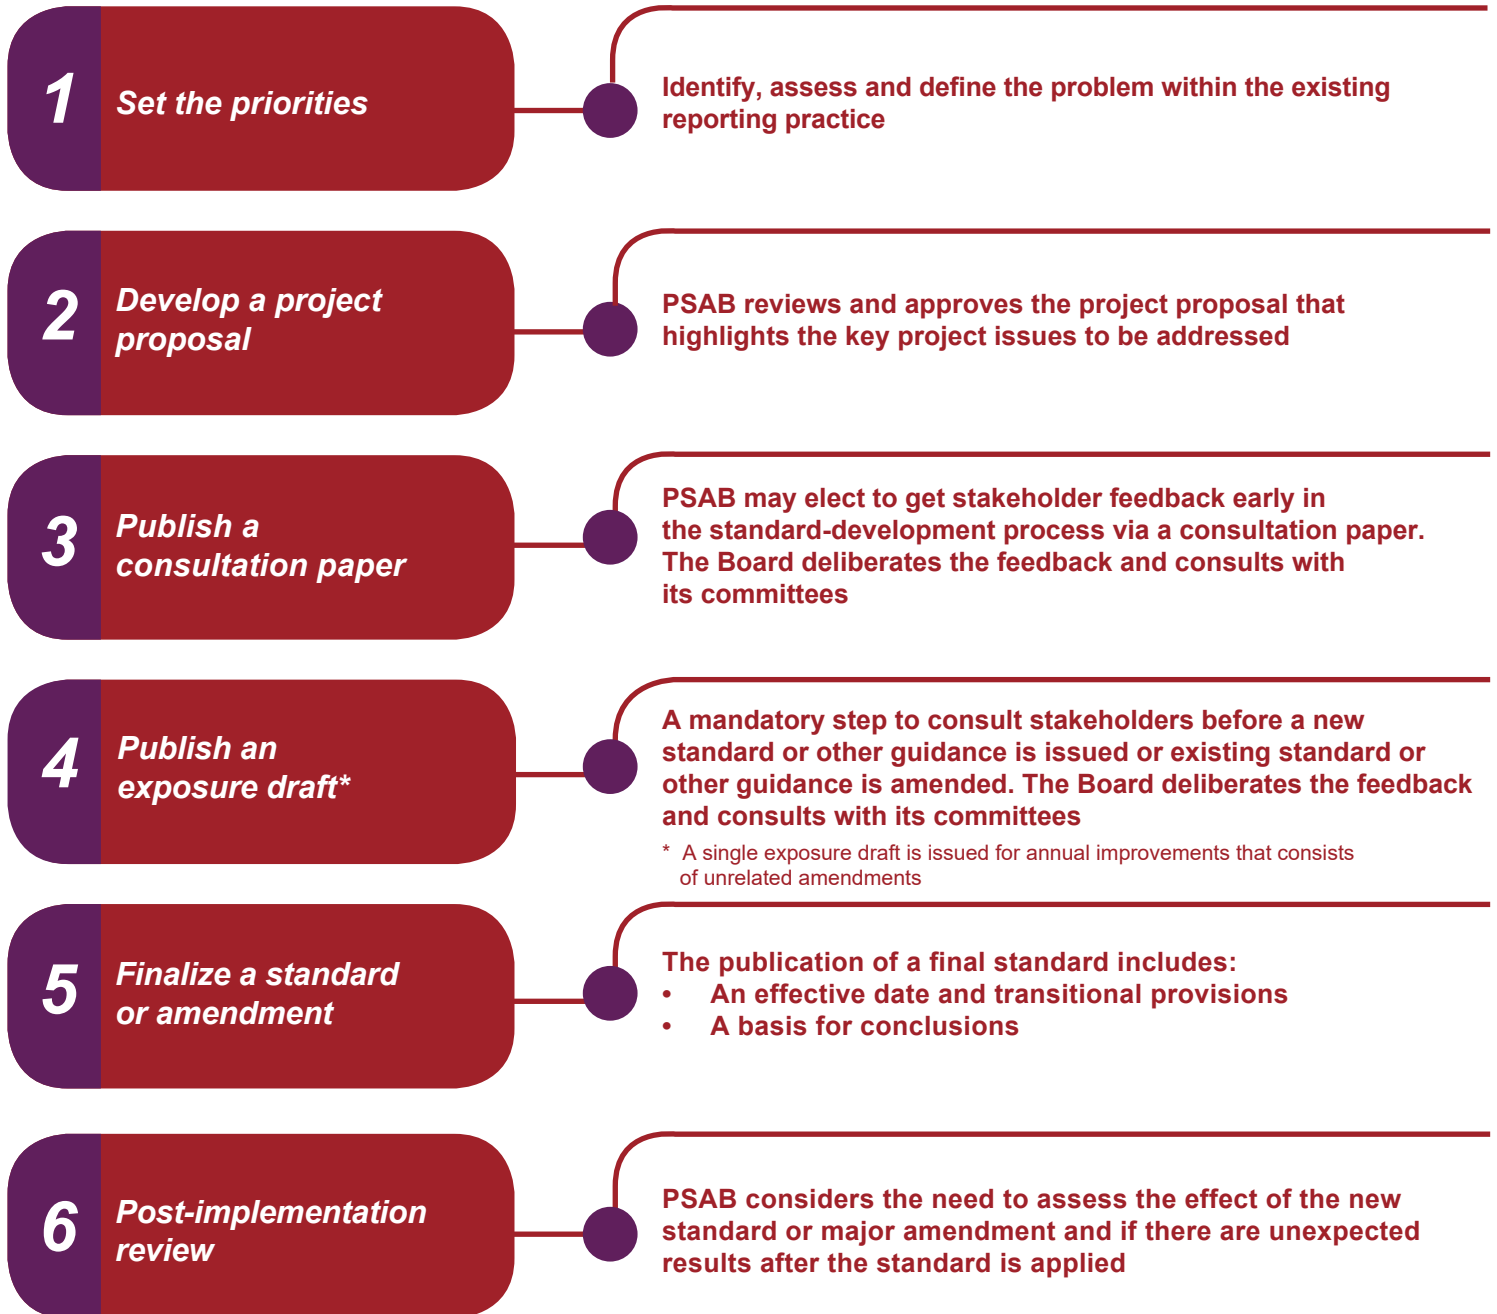 1
Set the priorities
Identify, assess and define the problem within the existing
reporting practice
2
Develop a project
proposal
PSAB reviews and approves the project proposal that
highlights the key project issues to be addressed
3
Publish a
consultation paper
PSAB may elect to get stakeholder feedback early in
the standard-development process via a consultation paper.
The Board deliberates the feedback and consults with
its committees
4
Publish an
exposure draft*
A mandatory step to consult stakeholders before a new
standard or other guidance is issued or existing standard or
other guidance is amended. The Board deliberates the feedback
and consults with its committees
* A single exposure draft is issued for annual improvements that consists
of unrelated amendments
5
Finalize a standard
or amendment
The publication of a final standard includes:
• An effective date and transitional provisions
• A basis for conclusions
6
Post-implementation
review
PSAB considers the need to assess the effect of the new
standard or major amendment and if there are unexpected
results after the standard is applied